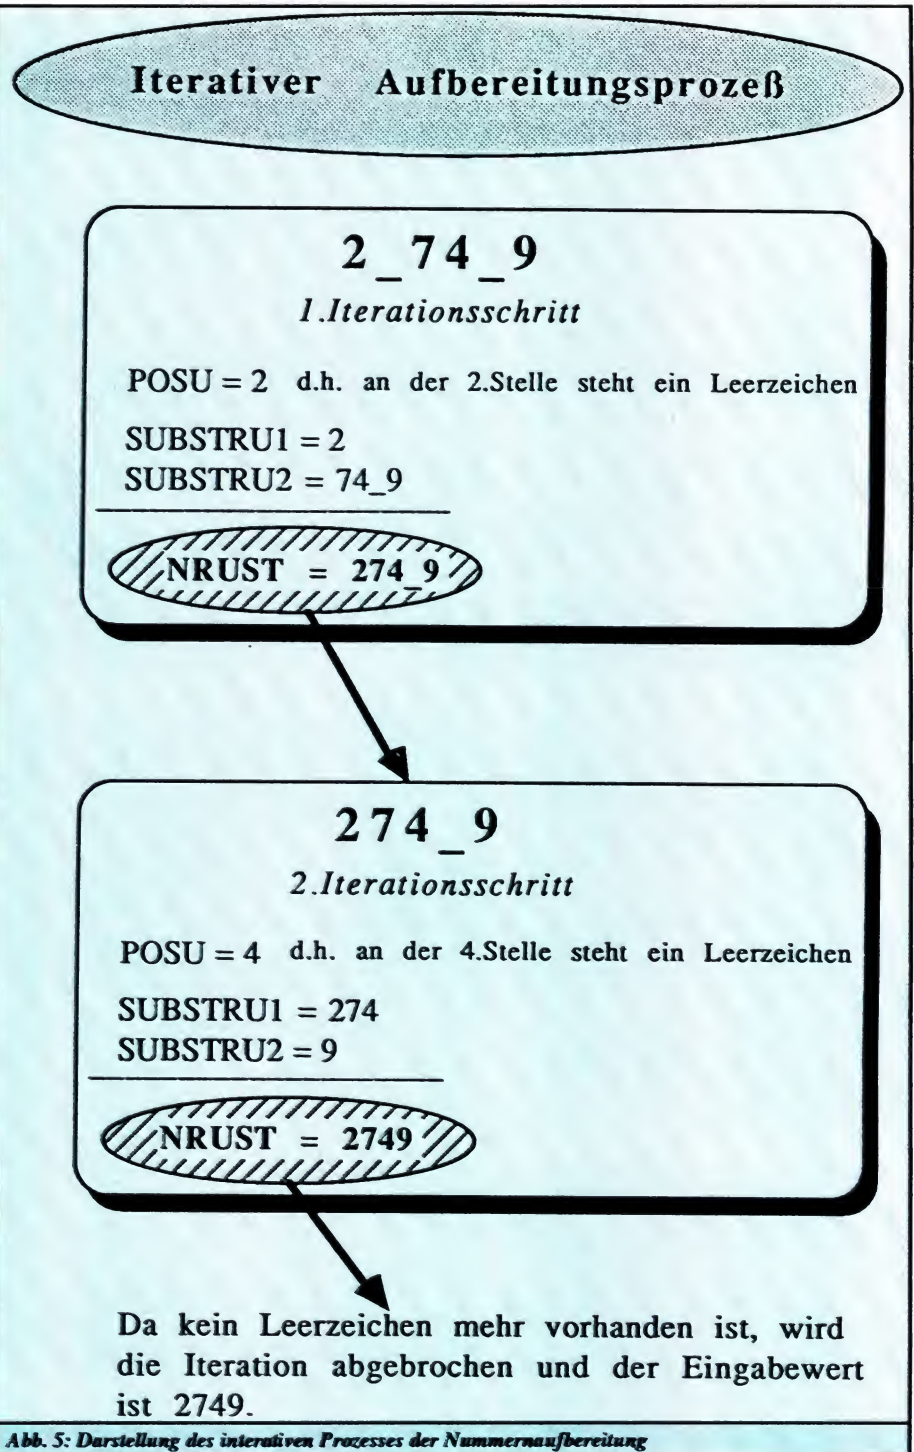 Iterativer Aufbereitungsprozeß
2_74_9
1.Iterationsschritt
POSU = 2 d.h. an der 2.Stelle steht ein Leerzeichen
SUBSTRU1 = 2
SUBSTRU2 = 74_9
NRUST = 274_9
274_9
2.Iterationsschritt
POSU = 4 d.h. an der 4.Stelle steht ein Leerzeichen
SUBSTRU1 = 274
SUBSTRU2 = 9
NRUST = 2749
Da kein Leerzeichen mehr vorhanden ist, wird
die Iteration abgebrochen und der Eingabewert
ist 2749.
Abb. 5: Darstellung des interativen Prozesses der Nummernaufbereitung